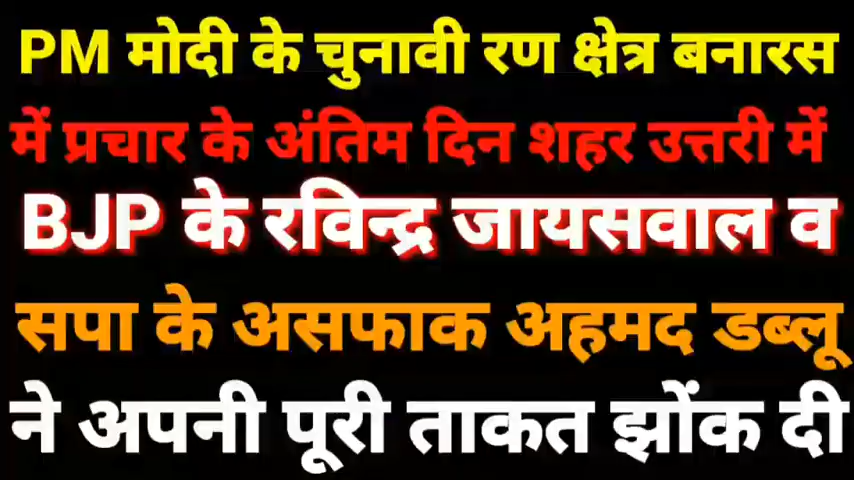 PM मोदी के चुनावी रण क्षेत्र बनारस
में प्रचार के अंतिम दिन शहर उत्तरी में
BJP के रविन्द्र जायसवाल व
सपा के असफाक अहमद डब्लू
ने अपनी पूरी ताकत झोंक दी